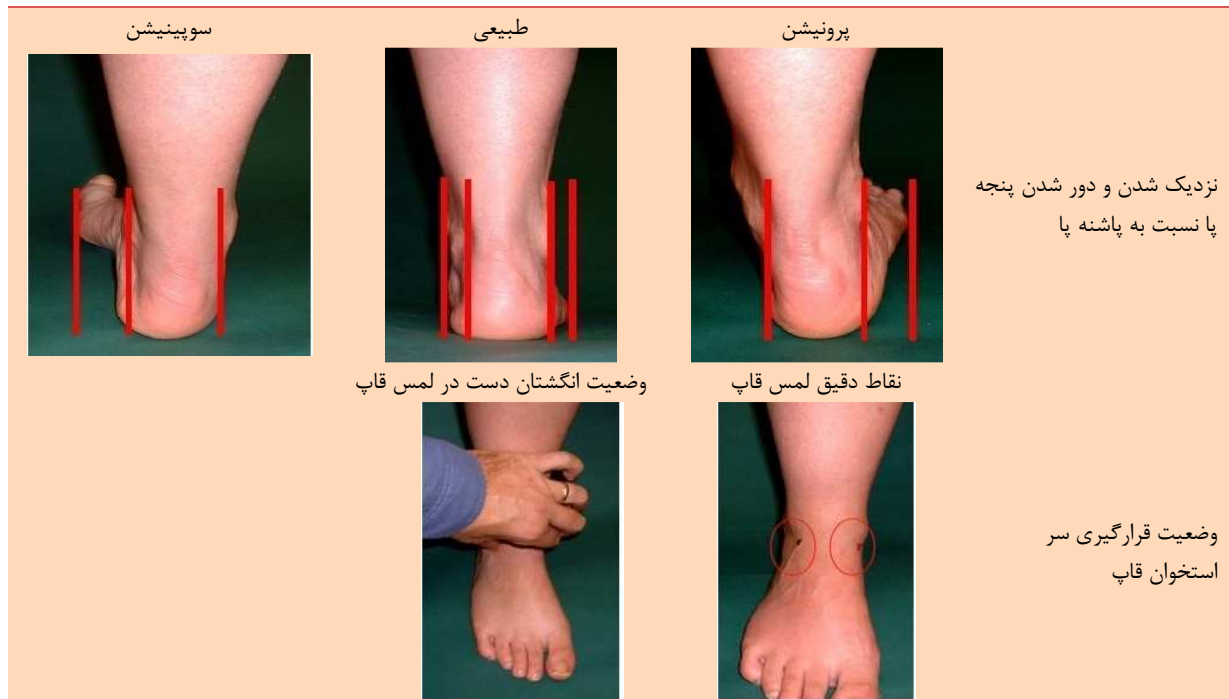 پرونیشن
طبیعی
سوپینیشن
نزدیک شدن و دور شدن پنجه
پا نسبت به پاشنه پا
نقاط دقیق لمس قاپ
وضعیت انگشتان دست در لمس قاپ
وضعیت قرارگیری سر
استخوان قاپ